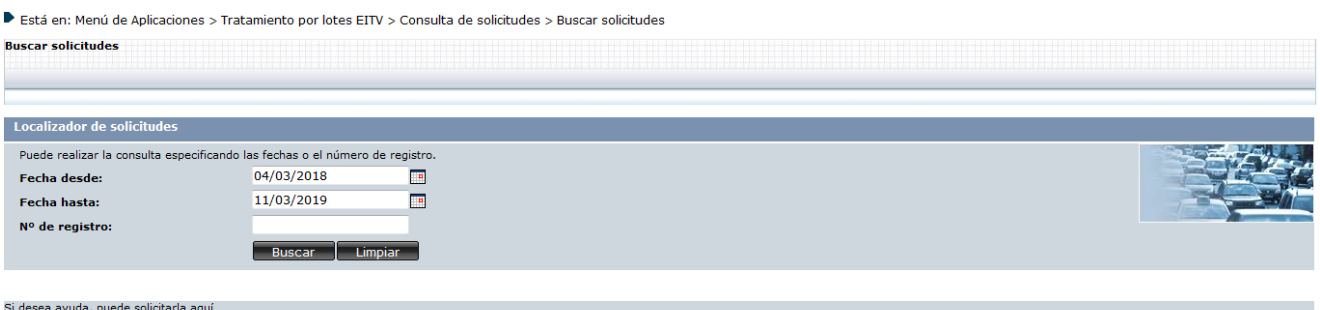 Está en: Menú de Aplicaciones > Tratamiento por lotes EITV > Consulta de solicitudes > Buscar solicitudes
Buscar solicitudes
Localizador de solicitudes
Puede realizar la consulta especificando las fechas o el número de registro.
Fecha desde: 04/03/2018
Fecha hasta: 11/03/2019
Nº de registro:
Buscar Limpiar
Si desea ayuda, puede solicitarla aquí